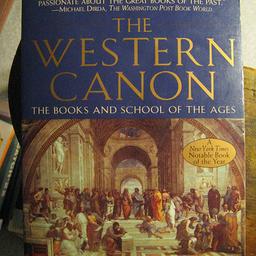 PASSIONATE ABOUT THE GREAT BOOKS OF THE PAST."
—MICHAEL DIRDA, THE WASHINGTON POST BOOK WORLD.
THE
WESTERN
CANON
THE BOOKS AND SCHOOL OF THE AGES
A
New York Times
Notable Book
of the Year